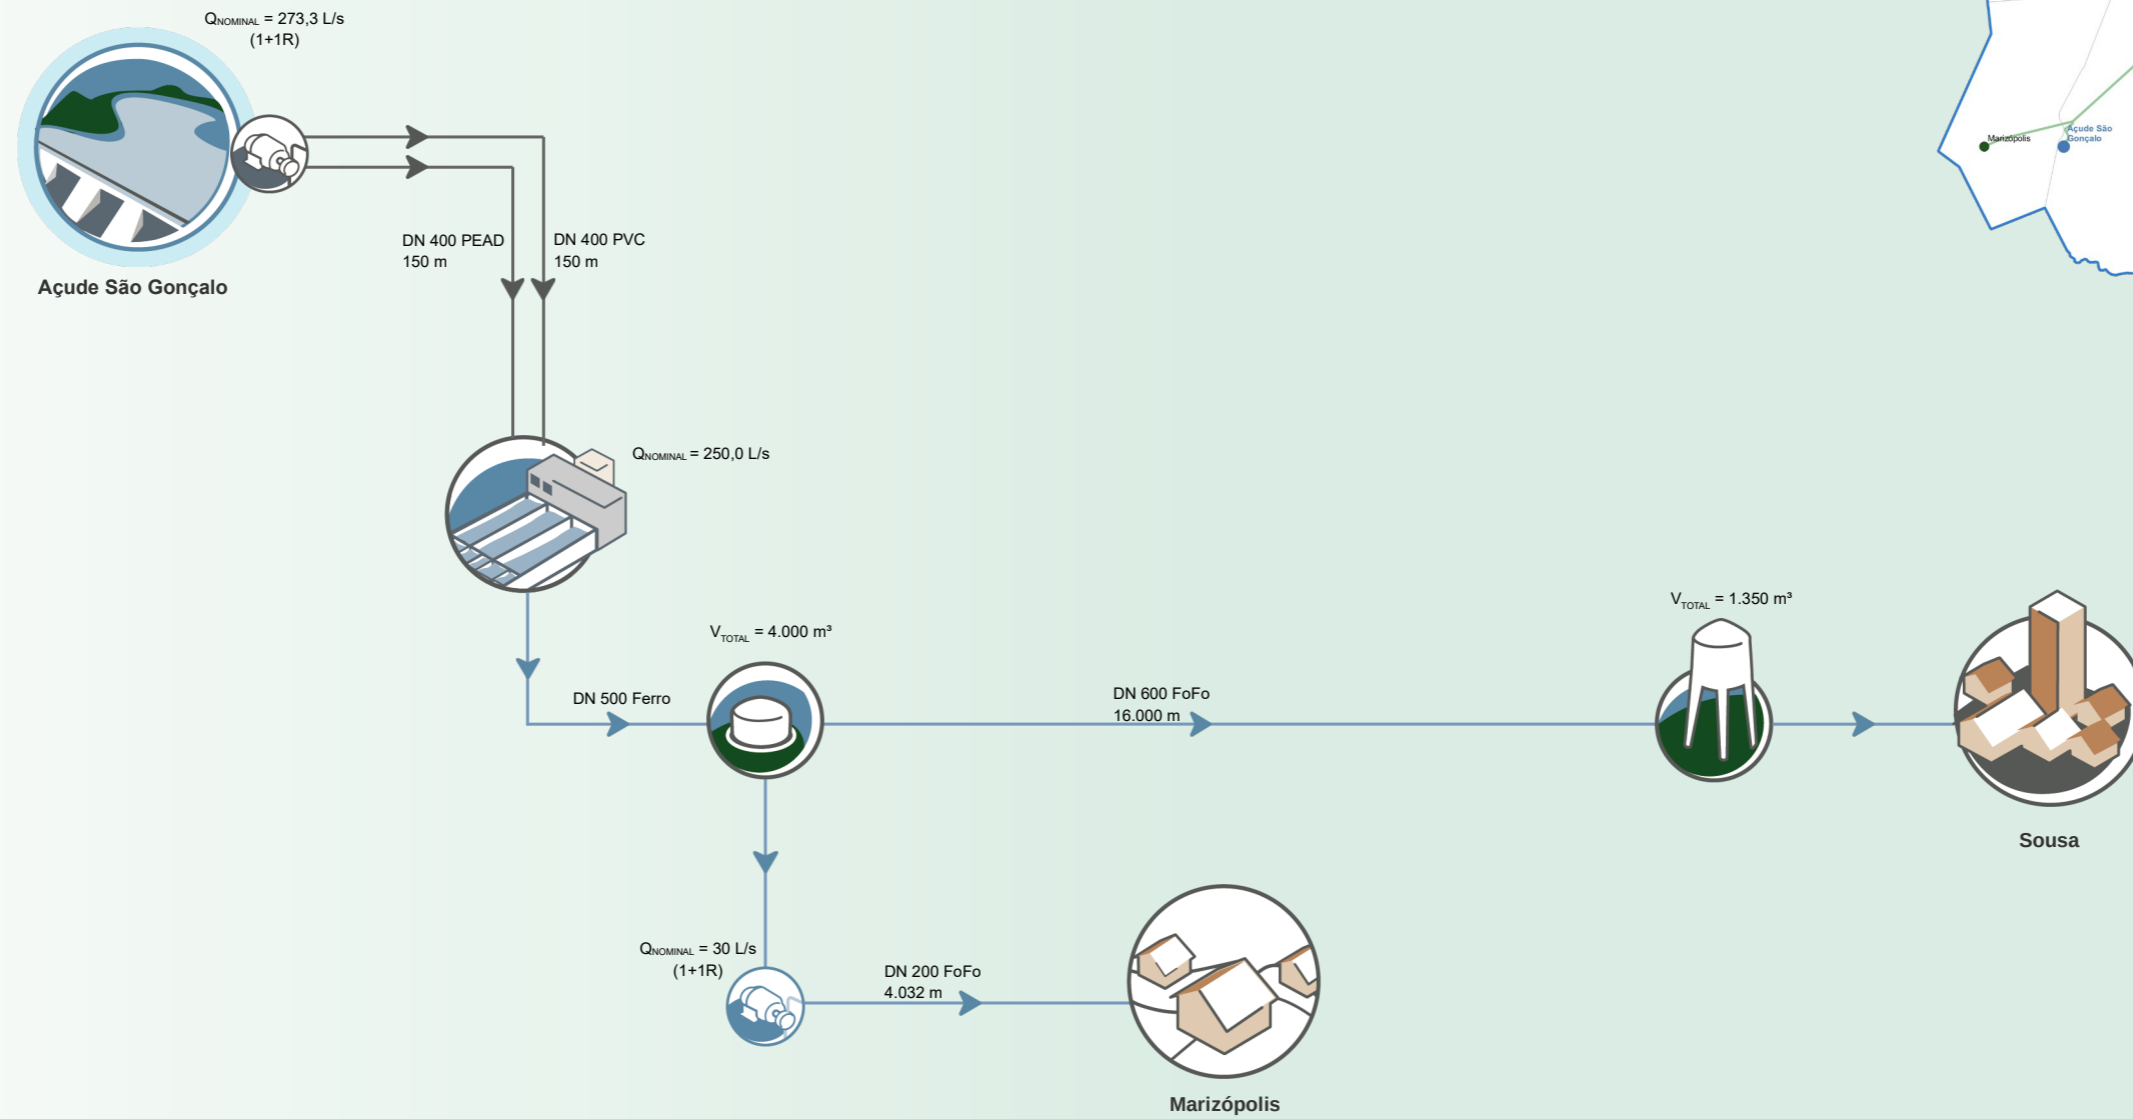 QNOMINAL = 273,3 L/s
(1+1R)
Marizópolis
Açude São
Gonçalo
DN 400 PEAD
150 m
DN 400 PVC
150 m
Açude São Gonçalo
QNOMINAL = 250,0 L/s
VTOTAL = 4.000 m³
VTOTAL = 1.350 m³
DN 500 Ferro
DN 600 FoFo
16.000 m
Sousa
QNOMINAL = 30 L/s
(1+1R)
DN 200 FoFo
4.032 m
Marizópolis